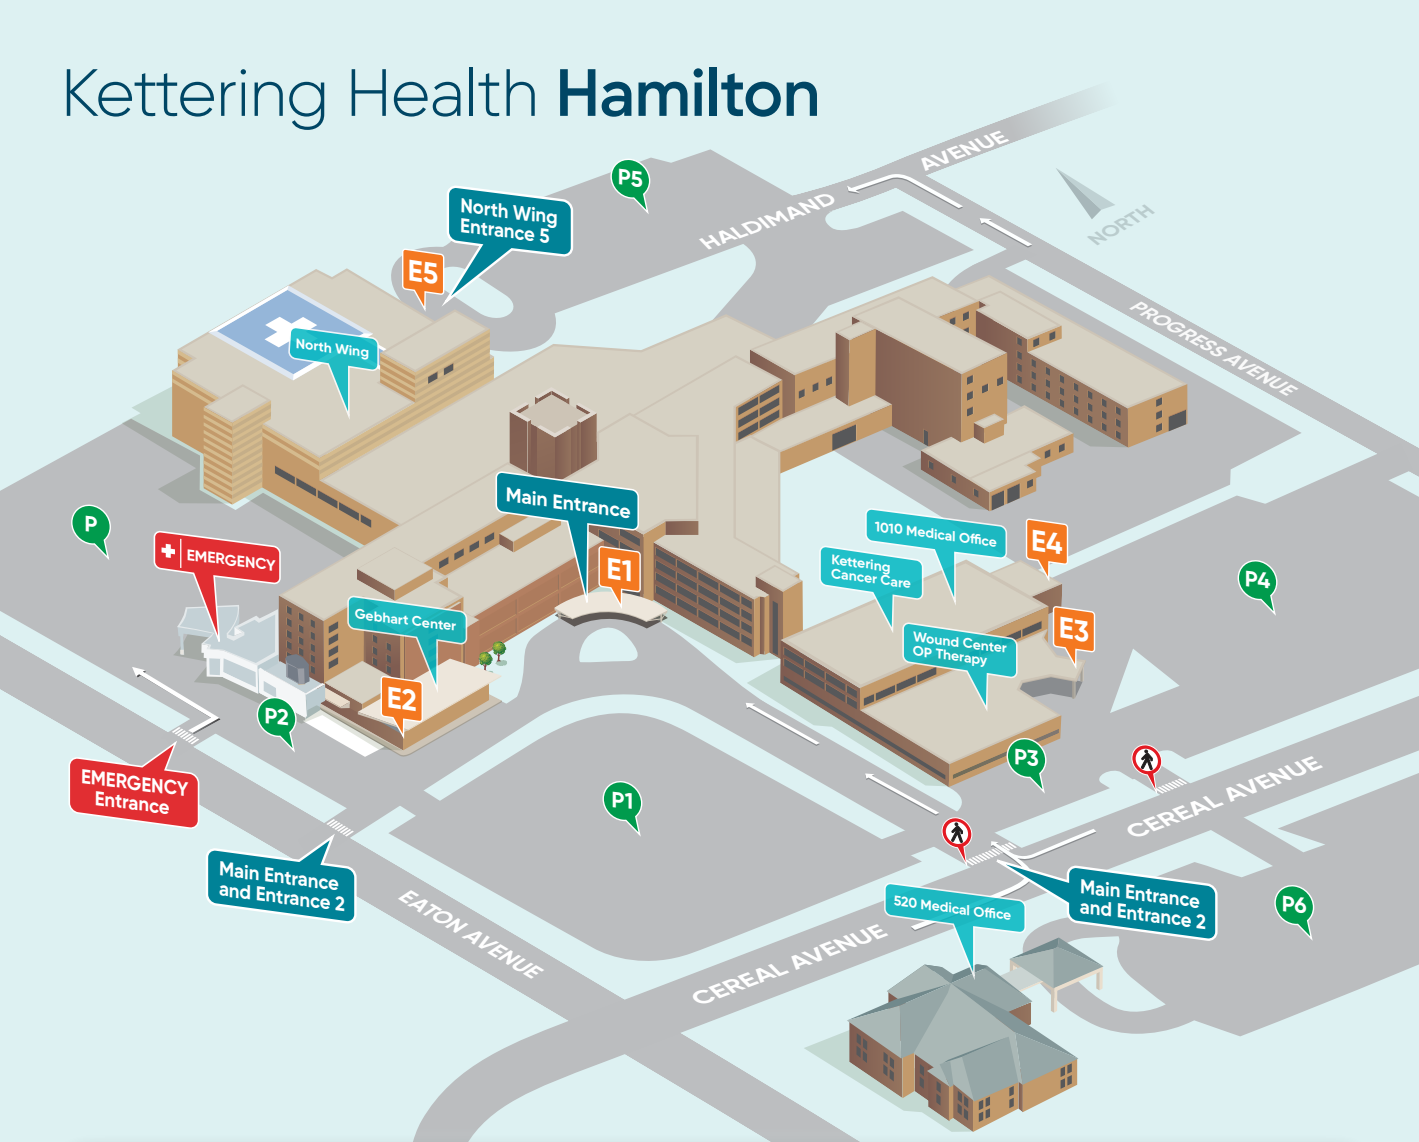 Kettering Health Hamilton
AVENUE
P5
North Wing
Entrance 5
HALDIMAND
NORTH
E5
PROGRESS AVENUE
North Wing
Main Entrance
P
EMERGENCY
1010 Medical Office
E4
Kettering
Cancer Care
E1
P4
Gebhart Center
E3
Wound Center
OP Therapy
E2
P2
P3
EMERGENCY
Entrance
P1
CEREAL AVENUE
Main Entrance
and Entrance 2
EATON AVENUE
520 Medical Office
Main Entrance
and Entrance 2
P6
CEREAL AVENUE